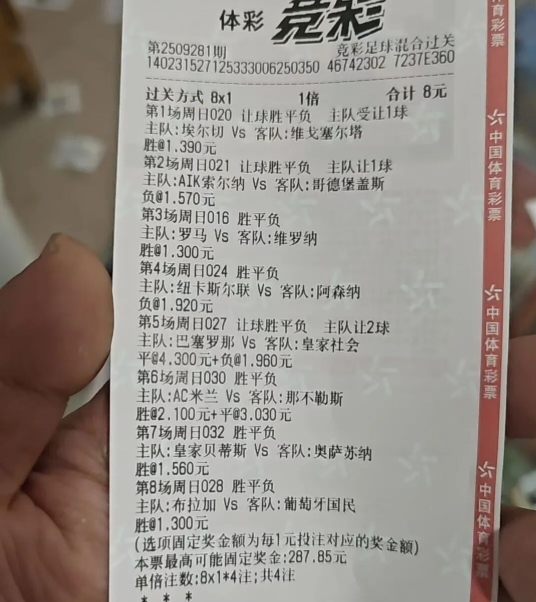 体彩 竞彩
第2509281期 竞彩足球混合过关
140231527125333006250350 46742302 7237E360
过关方式 8x1 1倍 合计 8元
第1场周日020 让球胜平负 主队受让1球
主队:埃尔切 Vs 客队:维戈塞尔塔
胜@1.390元
第2场周日021 让球胜平负 主队让1球
主队:AIK索尔纳 Vs 客队:哥德堡盖斯
负@1.570元
第3场周日016 胜平负
主队:罗马 Vs 客队:维罗纳
胜@1.300元
第4场周日024 胜平负
主队:纽卡斯尔联 Vs 客队:阿森纳
负@1.920元
第5场周日027 让球胜平负 主队让2球
主队:巴塞罗那 Vs 客队:皇家社会
平@4.300元+负@1.960元
第6场周日030 胜平负
主队:AC米兰 Vs 客队:那不勒斯
胜@2.100元+平@3.030元
第7场周日032 胜平负
主队:皇家贝蒂斯 Vs 客队:奥萨苏纳
胜@1.560元
第8场周日028 胜平负
主队:布拉加 Vs 客队:葡萄牙国民
胜@1.300元
(选项固定奖金额为每1元投注对应的奖金额)
本票最高可能固定奖金:287.85元
单倍注数:8x1*4注;共4注
* * *
育彩票
中国体育彩票
中国体育彩票
中国体育彩票